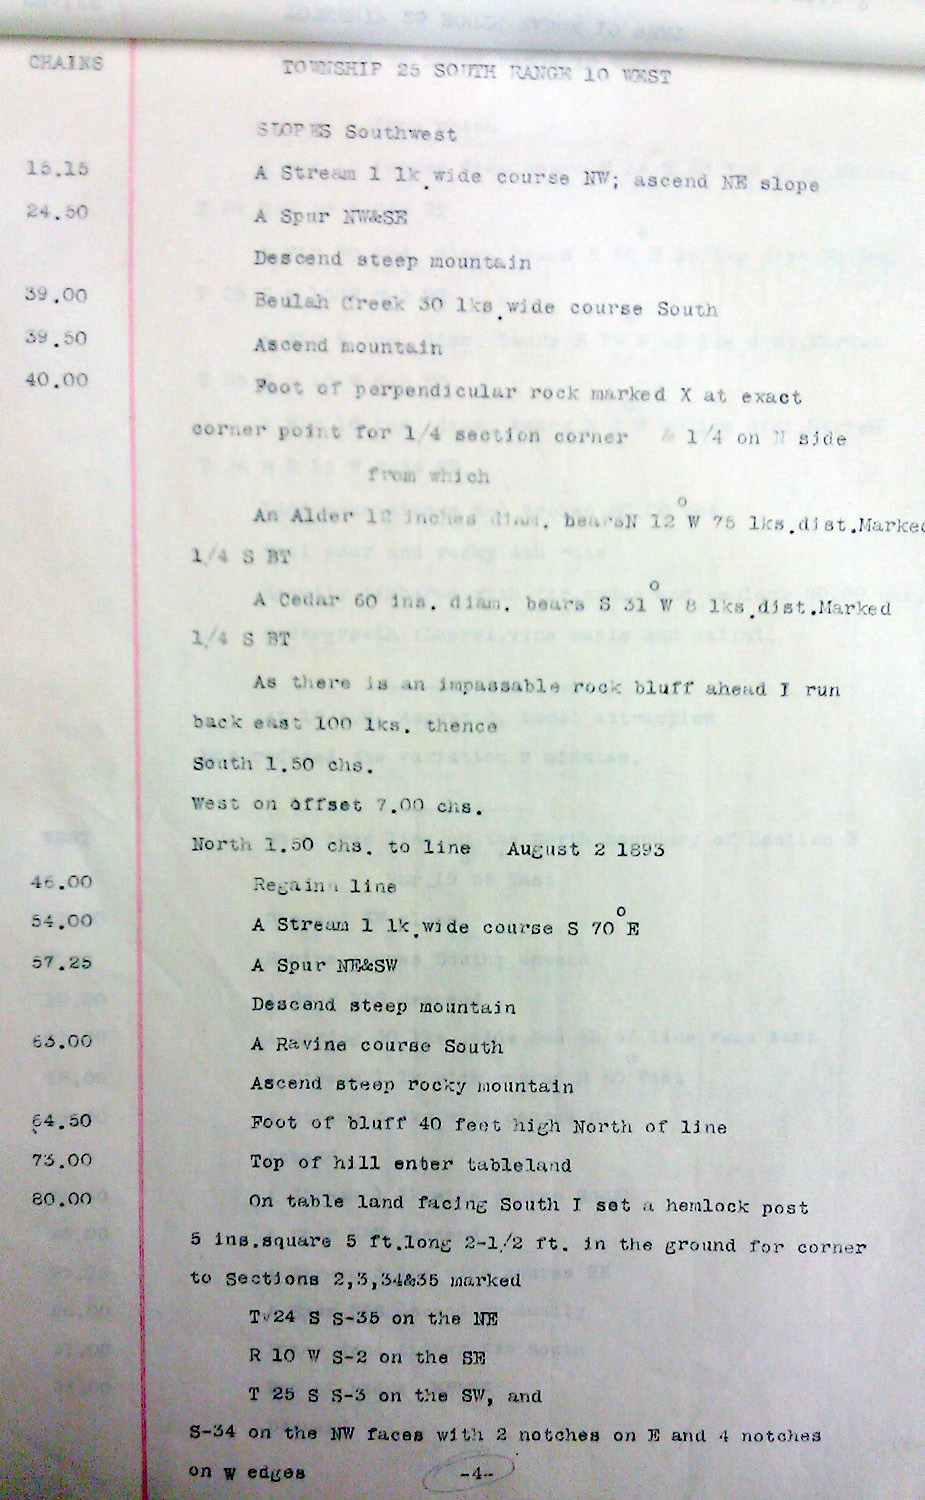 CHAINS TOWNSHIP 25 SOUTH RANGE 10 WEST
SLOPES Southwest
15.15 A Stream 1 lk.wide course NW; ascend NE slope
24.50 A Spur NW&SE
Descend steep mountain
39.00 Beulah Creek 30 lks.wide course South
39.50 Ascend mountain
40.00 Foot of perpendicular rock marked X at exact
corner point for 1/4 section corner & 1/4 on N side
from which
An Alder 12 inches diam. bearsN 12°W 75 lks.dist.Marked
1/4 S BT
A Cedar 60 ins. diam. bears S 31°W 8 lks.dist.Marked
1/4 S BT
As there is an impassable rock bluff ahead I run
back east 100 lks. thence
South 1.50 chs.
West on offset 7.00 chs.
North 1.50 chs. to line August 2 1893
46.00 Regain line
54.00 A Stream 1 lk.wide course S 70°E
57.25 A Spur NE&SW
Descend steep mountain
63.00 A Ravine course South
Ascend steep rocky mountain
64.50 Foot of bluff 40 feet high North of line
73.00 Top of hill enter tableland
80.00 On table land facing South I set a hemlock post
5 ins.square 5 ft.long 2-1/2 ft. in the ground for corner
to Sections 2,3,34&35 marked
T 24 S S-35 on the NE
R 10 W S-2 on the SE
T 25 S S-3 on the SW, and
S-34 on the NW faces with 2 notches on E and 4 notches
on W edges -4-